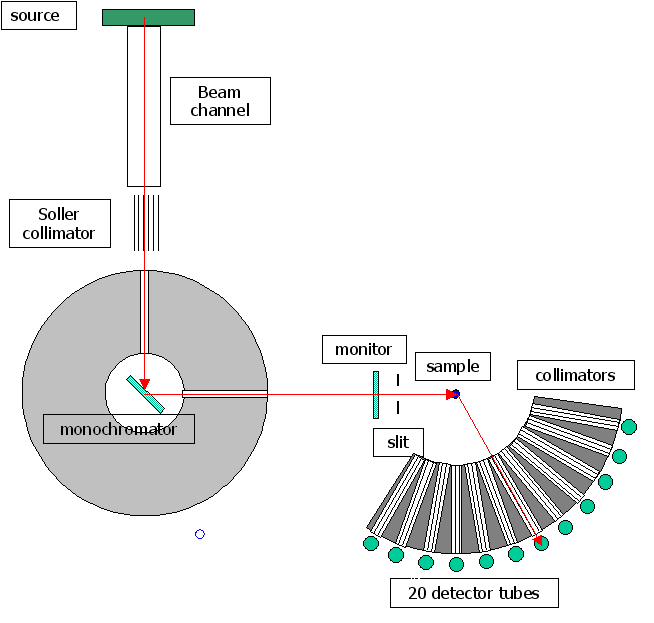 source
Beam
channel
Soller
collimator
monitor
sample
collimators
monochromator
slit
20 detector tubes